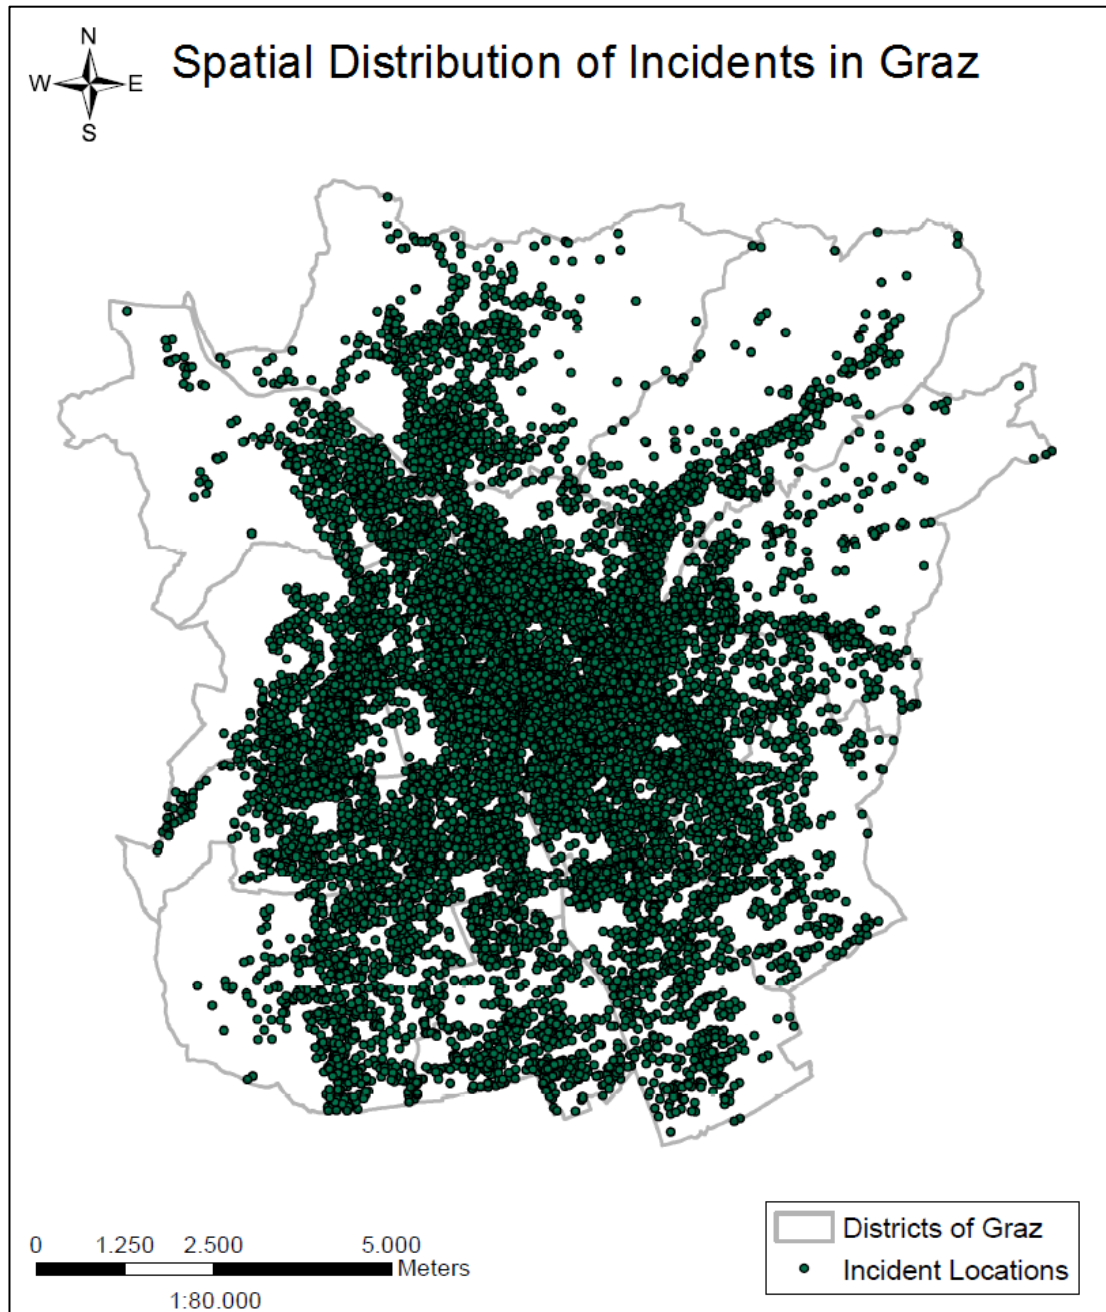 N
W E
S
Spatial Distribution of Incidents in Graz
0 1.250 2.500 5.000
Meters
1:80.000
Districts of Graz
Incident Locations